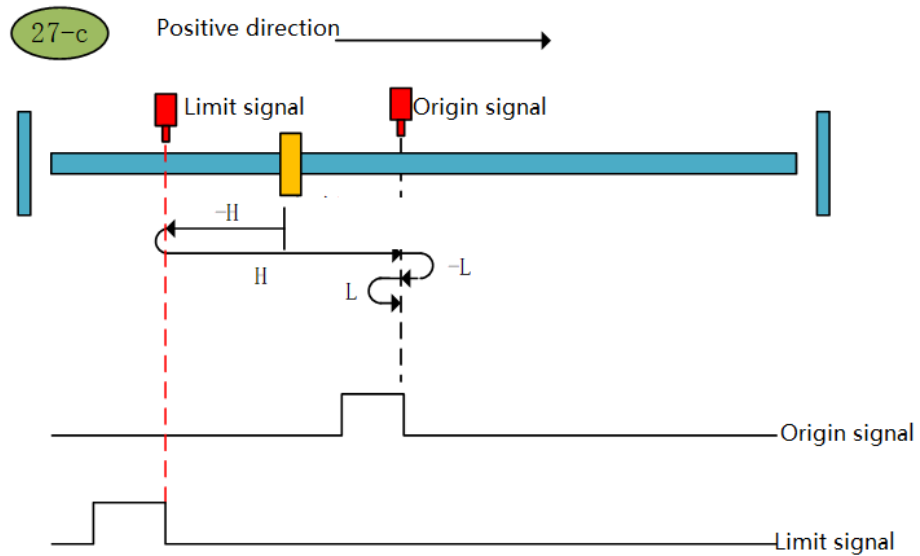 27-c
Positive direction
Limit signal
Origin signal
-H
H
-L
L
Origin signal
Limit signal